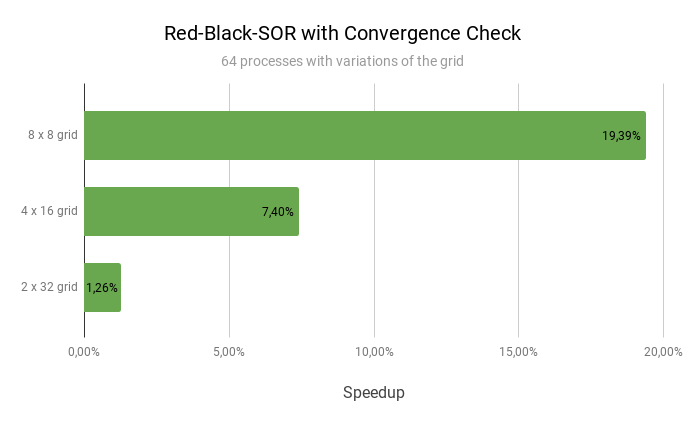 Red-Black-SOR with Convergence Check
64 processes with variations of the grid
8 x 8 grid
19,39%
4 x 16 grid
7,40%
2 x 32 grid
1,26%
0,00%
5,00%
10,00%
15,00%
20,00%
Speedup